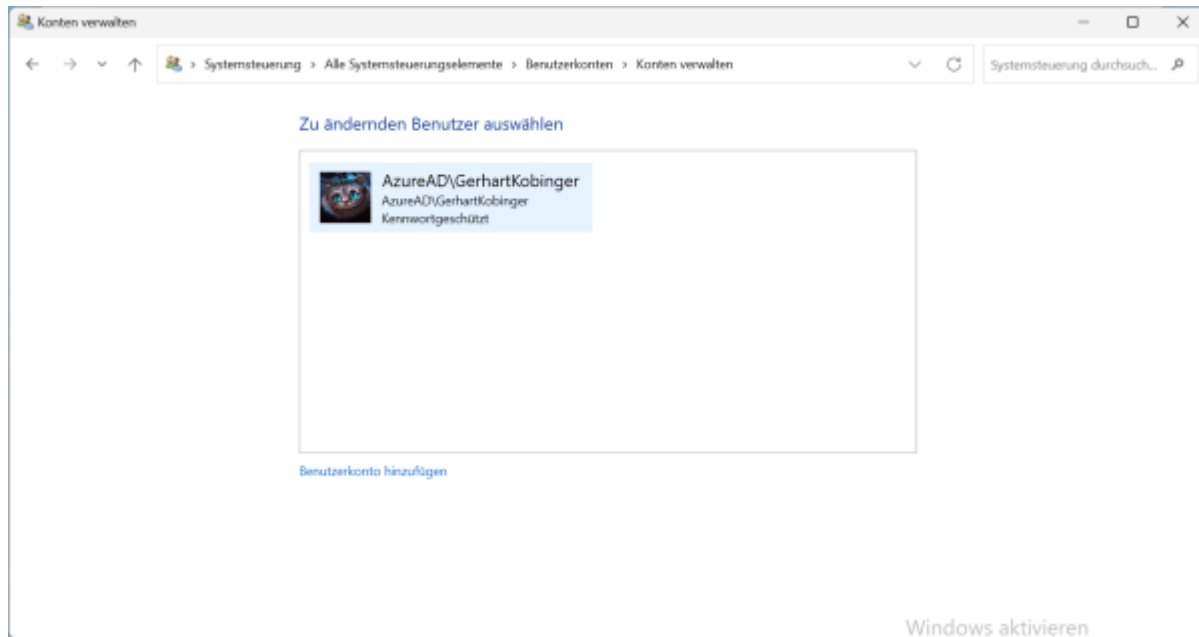 Konten verwalten
Systemsteuerung > Alle Systemsteuerungselemente > Benutzerkonten > Konten verwalten
Systemsteuerung durchsuch...
Zu ändernden Benutzer auswählen
AzureAD\GerhartKobinger
AzureAD\GerhartKobinger
Kennwortgeschützt
Benutzerkonto hinzufügen
Windows aktivieren